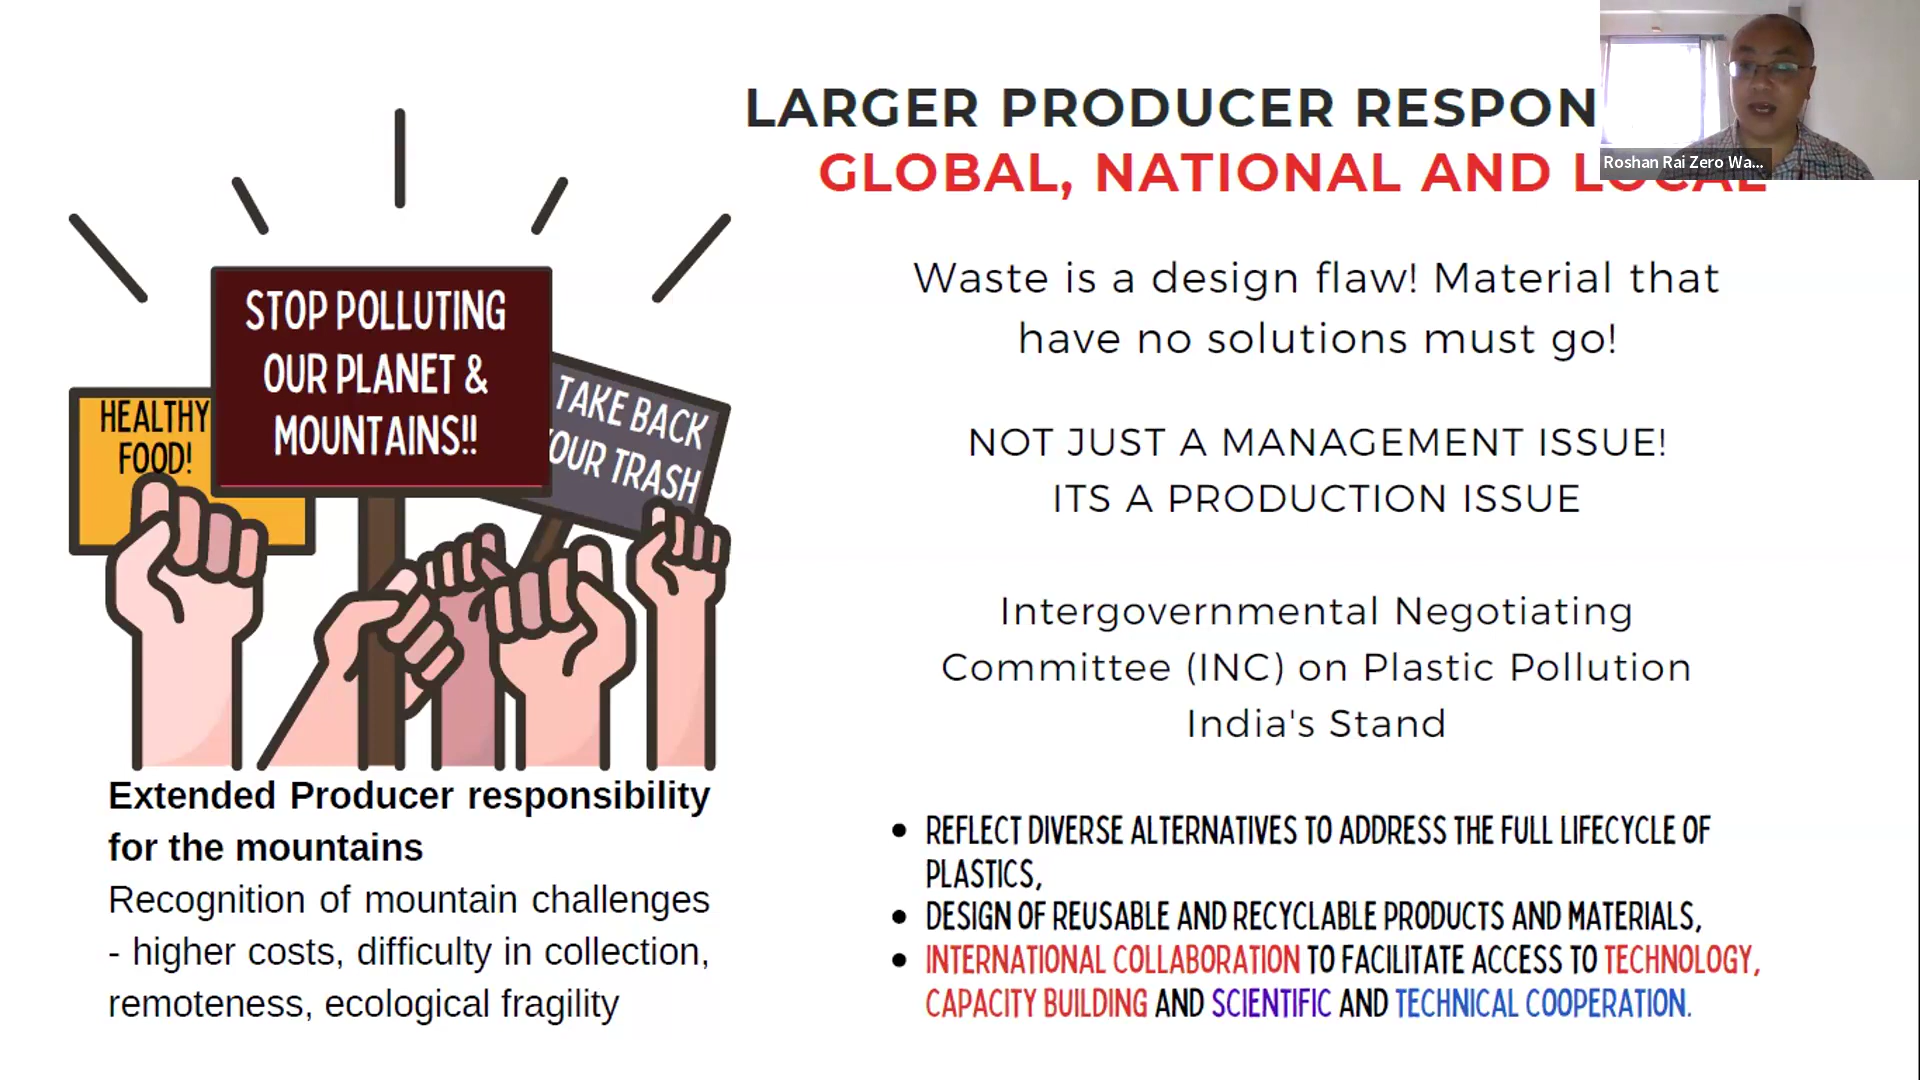 LARGER PRODUCER RESPON
GLOBAL, NATIONAL AND LOCAL
Roshan Rai Zero Wa...
Waste is a design flaw! Material that
have no solutions must go!
NOT JUST A MANAGEMENT ISSUE!
ITS A PRODUCTION ISSUE
Intergovernmental Negotiating
Committee (INC) on Plastic Pollution
India's Stand
• REFLECT DIVERSE ALTERNATIVES TO ADDRESS THE FULL LIFECYCLE OF
PLASTICS,
• DESIGN OF REUSABLE AND RECYCLABLE PRODUCTS AND MATERIALS,
• INTERNATIONAL COLLABORATION TO FACILITATE ACCESS TO TECHNOLOGY,
CAPACITY BUILDING AND SCIENTIFIC AND TECHNICAL COOPERATION.
STOP POLLUTING
OUR PLANET &
MOUNTAINS!!
HEALTHY
FOOD!
TAKE BACK
OUR TRASH
Extended Producer responsibility
for the mountains
Recognition of mountain challenges
- higher costs, difficulty in collection,
remoteness, ecological fragility